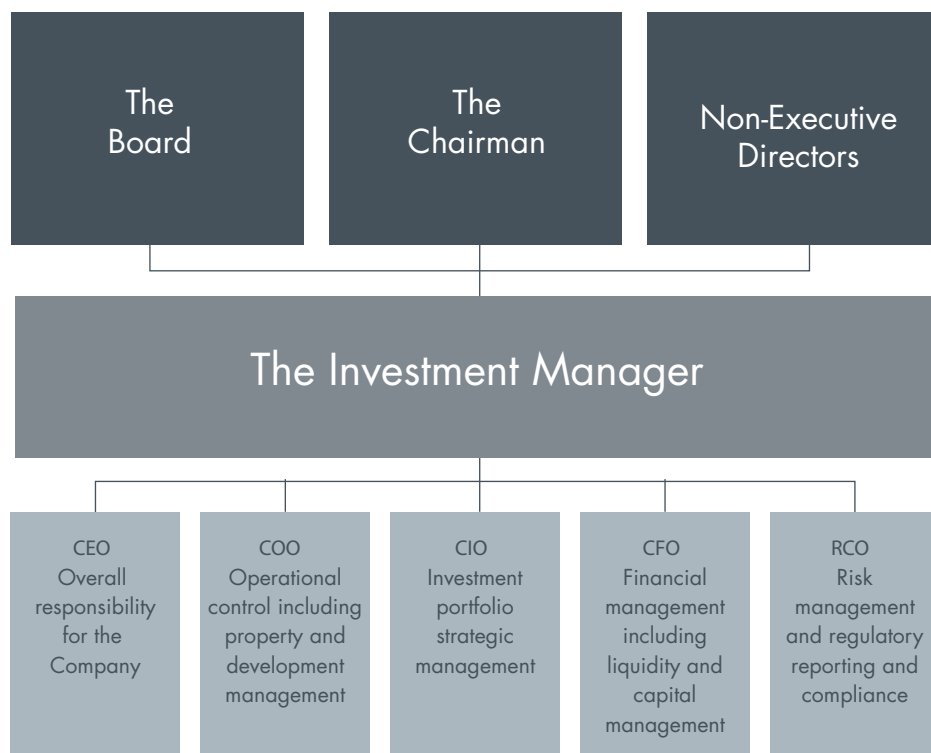 The
Board
The
Chairman
Non-Executive
Directors
The Investment Manager
CEO
Overall
responsibility
for the
Company
COO
Operational
control including
property and
development
management
CIO
Investment
portfolio
strategic
management
CFO
Financial
management
including
liquidity and
capital
management
RCO
Risk
management
and regulatory
reporting and
compliance